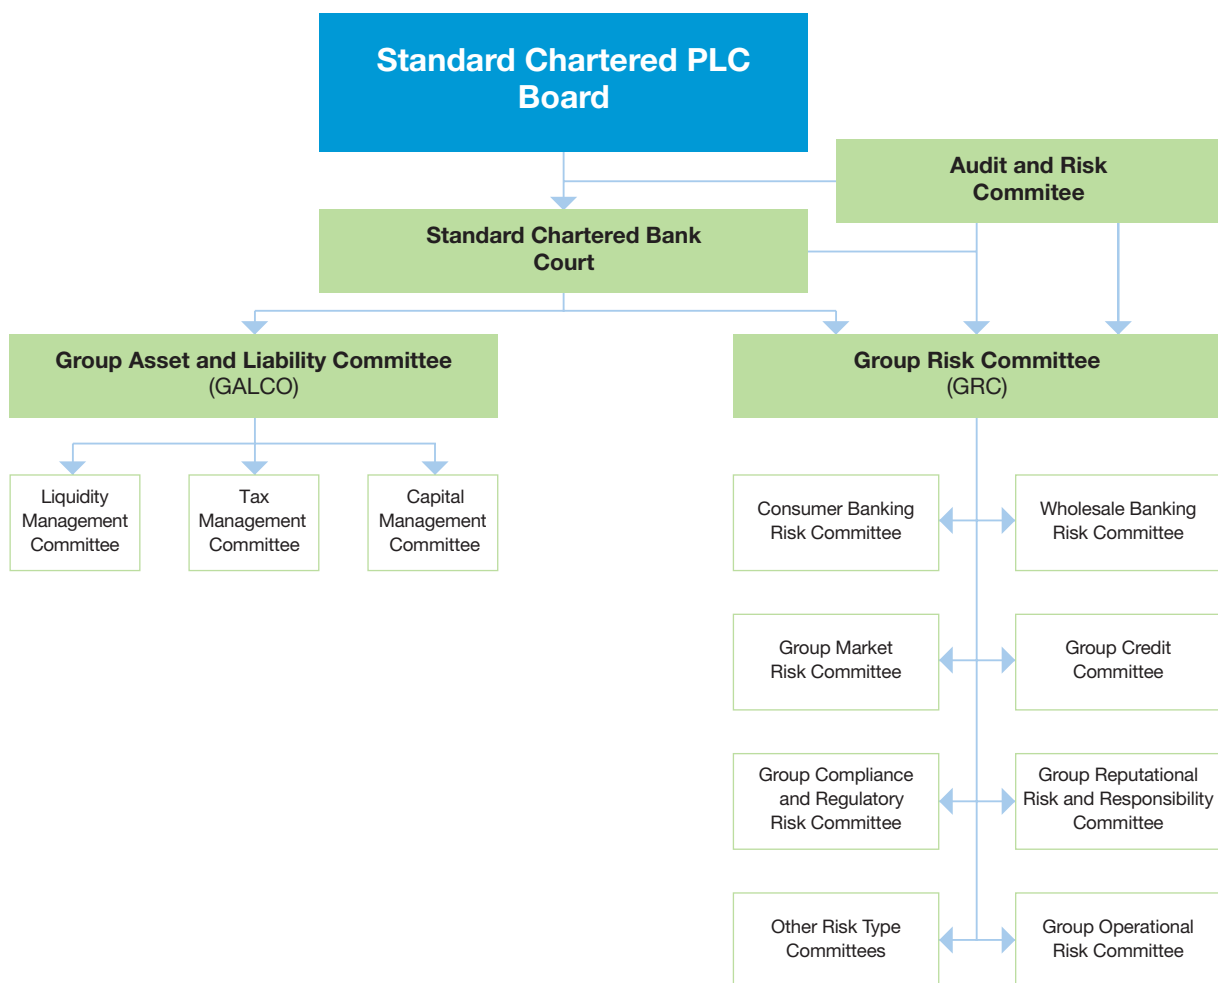 Standard Chartered PLC
Board
Audit and Risk
Commitee
Standard Chartered Bank
Court
Group Asset and Liability Committee
(GALCO)
Group Risk Committee
(GRC)
Liquidity
Management
Committee
Tax
Management
Committee
Capital
Management
Committee
Consumer Banking
Risk Committee
Wholesale Banking
Risk Committee
Group Market
Risk Committee
Group Credit
Committee
Group Compliance
and Regulatory
Risk Committee
Group Reputational
Risk and Responsibility
Committee
Other Risk Type
Committees
Group Operational
Risk Committee